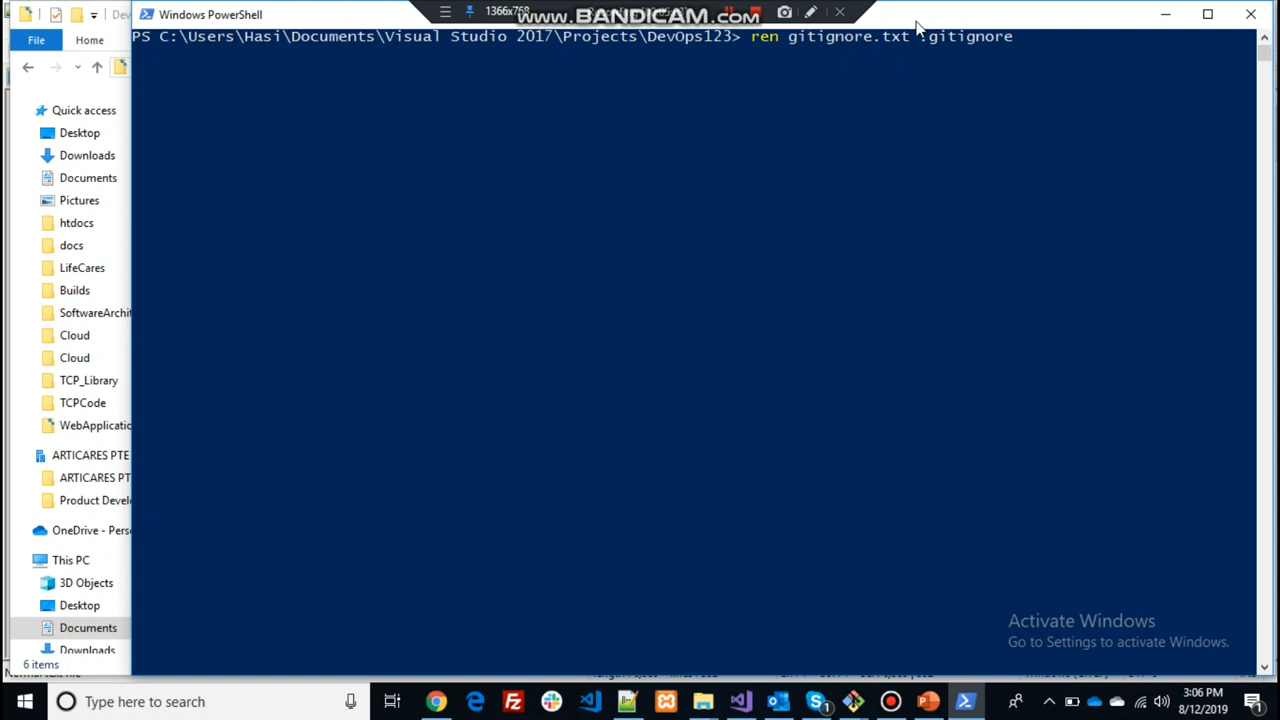 Windows PowerShell
1366x768
www.BANDICAM.com
PS C:\Users\Hasi\Documents\Visual Studio 2017\Projects\DevOps123> ren gitignore.txt .gitignore
File
Home
Quick access
Desktop
Downloads
Documents
Pictures
htdocs
docs
LifeCares
Builds
SoftwareArchit
Cloud
Cloud
TCP_Library
TCPCode
WebApplicatio
ARTICARES PTE
ARTICARES PT
Product Devel
OneDrive - Perso
This PC
3D Objects
Desktop
Documents
Downloads
6 items
Activate Windows
Go to Settings to activate Windows.
Type here to search
3:06 PM
8/12/2019